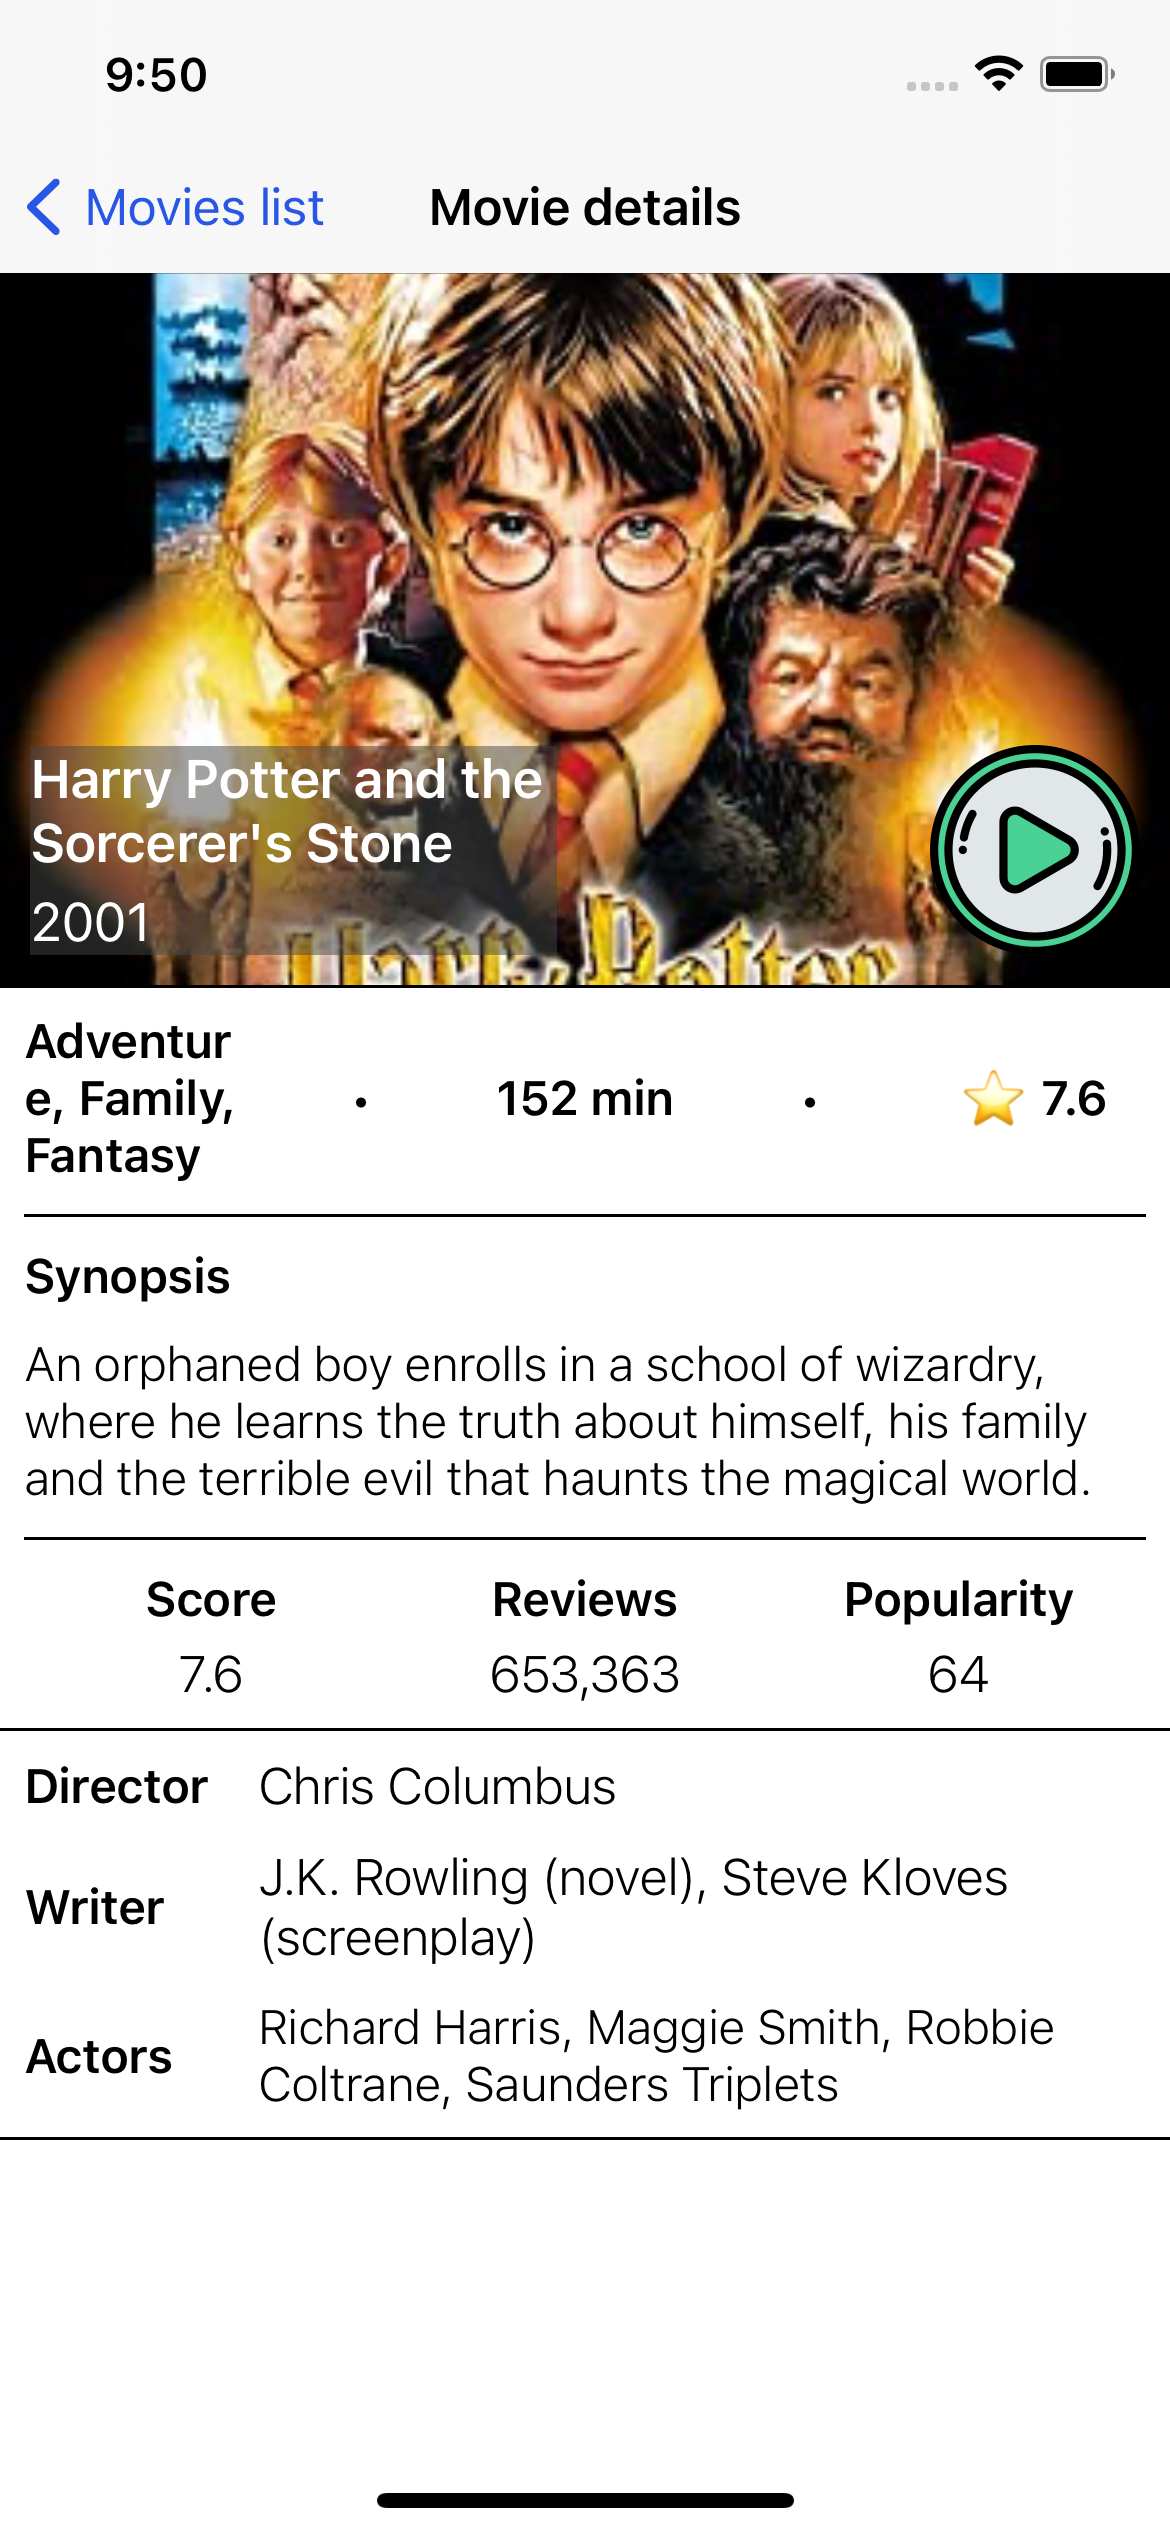 9:50
Movies list
Movie details
Harry Potter and the
Sorcerer's Stone
2001
Harry Potter
Adventur
e, Family,
Fantasy
· 152 min · ⭐ 7.6
Synopsis
An orphaned boy enrolls in a school of wizardry,
where he learns the truth about himself, his family
and the terrible evil that haunts the magical world.
Score Reviews Popularity
7.6 653,363 64
Director Chris Columbus
Writer J.K. Rowling (novel), Steve Kloves
(screenplay)
Actors Richard Harris, Maggie Smith, Robbie
Coltrane, Saunders Triplets